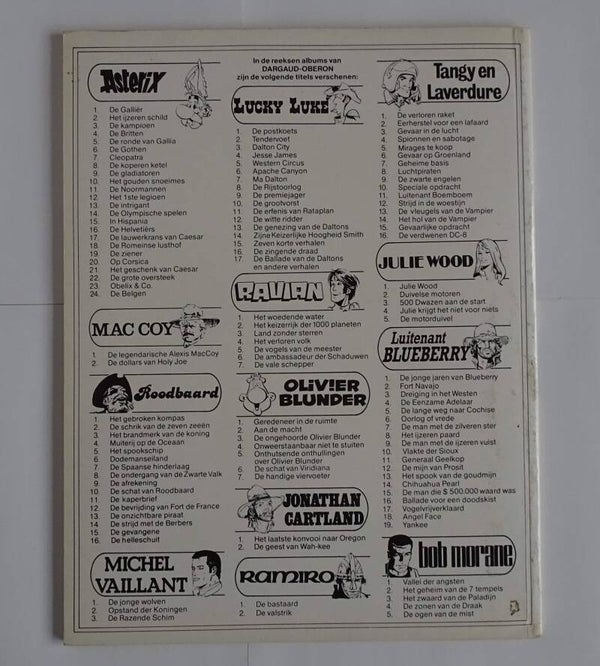 Asterix
1. De Galliër
2. Het ijzeren schild
3. De kampioen
4. De Britten
5. De ronde van Gallia
6. De Gothen
7. Cleopatra
8. De koperen ketel
9. De gladiatoren
10. Het gouden snoeimes
11. De Noormannen
12. Het 1ste legioen
13. De intrigant
14. De Olympische spelen
15. In Hispania
16. De Helvetiërs
17. De lauwerkrans van Caesar
18. De Romeinse lusthof
19. De ziener
20. Op Corsica
21. Het geschenk van Caesar
22. De grote oversteek
23. Obelix & Co.
24. De Belgen
MAC COY
1. De legendarische Alexis MacCoy
2. De dollars van Holy Joe
Roodbaard
1. Het gebroken kompas
2. De schrik van de zeven zeeën
3. Het brandmerk van de koning
4. Muiterij op de Oceaan
5. Het spookschip
6. Dodemanseiland
7. De Spaanse hinderlaag
8. De ondergang van de Zwarte Valk
9. De afrekening
10. De schat van Roodbaard
11. De kaperbrief
12. De bevrijding van Fort de France
13. De onzichtbare piraat
14. De strijd met de Berbers
15. De gevangene
16. De helleschuit
MICHEL VAILLANT
1. De jonge wolven
2. Opstand der Koningen
3. De Razende Schim
In de reeksen albums van
DARGAUD-OBERON
zijn de volgende titels verschenen:
LUCKY LUKE
1. De postkoets
2. Tendervoet
3. Dalton City
4. Jesse James
5. Western Circus
6. Apache Canyon
7. Ma Dalton
8. De Rijstoorlog
9. De premiejager
10. De grootvorst
11. De erfenis van Rataplan
12. De witte ridder
13. De genezing van de Daltons
14. Zijne Keizerlijke Hoogheid Smith
15. Zeven korte verhalen
16. De zingende draad
17. De Ballade van de Daltons
en andere verhalen
RAVIAN
1. Het woedende water
2. Het keizerrijk der 1000 planeten
3. Land zonder sterren
4. Het verloren volk
5. De vogels van de meester
6. De ambassadeur der Schaduwen
7. De vale schepper
OLIVIER
BLUNDER
1. Geredeneer in de ruimte
2. Aan de macht
3. De ongehoorde Olivier Blunder
4. Onweerstaanbaar niet te stuiten
5. Onthutsende onthullingen
over Olivier Blunder
6. De schat van Viridiana
7. De handige viervoeter
JONATHAN
CARTLAND
1. Het laatste konvooi naar Oregon
2. De geest van Wah-kee
RAMIRO
1. De bastaard
2. De valstrik
Tangy en
Laverdure
1. De verloren raket
2. Eerherstel voor een lafaard
3. Gevaar in de lucht
4. Spionnen en sabotage
5. Mirages te koop
6. Gevaar op Groenland
7. Geheime basis
8. Luchtpiraten
9. De zwarte engelen
10. Speciale opdracht
11. Luitenant Boemboem
12. Strijd in de woestijn
13. De vleugels van de Vampier
14. Het hol van de Vampier
15. Gevaarlijke opdracht
16. De verdwenen DC-8
JULIE WOOD
1. Julie Wood
2. Duivelse motoren
3. 500 Dwazen aan de start
4. Julie krijgt het niet voor niets
5. De motorduivel
Luitenant
BLUEBERRY
1. De jonge jaren van Blueberry
2. Fort Navajo
3. Dreiging in het Westen
4. De Eenzame Adelaar
5. De lange weg naar Cochise
6. Oorlog of vrede
7. De man met de zilveren ster
8. Het ijzeren paard
9. De man met de ijzeren vuist
10. Vlakte der Sioux
11. Generaal Geelkop
12. De mijn van Prosit
13. Het spook van de goudmijn
14. Chihuahua Pearl
15. De man die $ 500.000 waard was
16. Ballade voor een doodskist
17. Vogelvrijverklaard
18. Angel Face
19. Yankee
bob morane
1. Vallei der angsten
2. Het geheim van de 7 tempels
3. Het zwaard van de Paladijn
4. De zonen van de Draak
5. De ogen van de mist